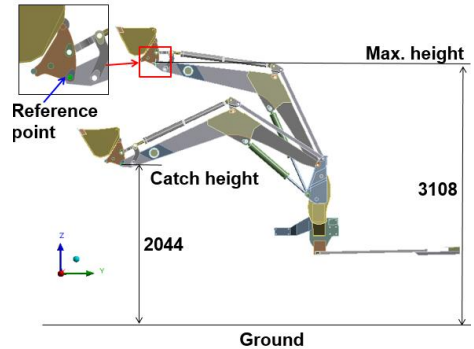 Max. height
Reference
point
Catch height
3108
2044
Z
Y
Ground